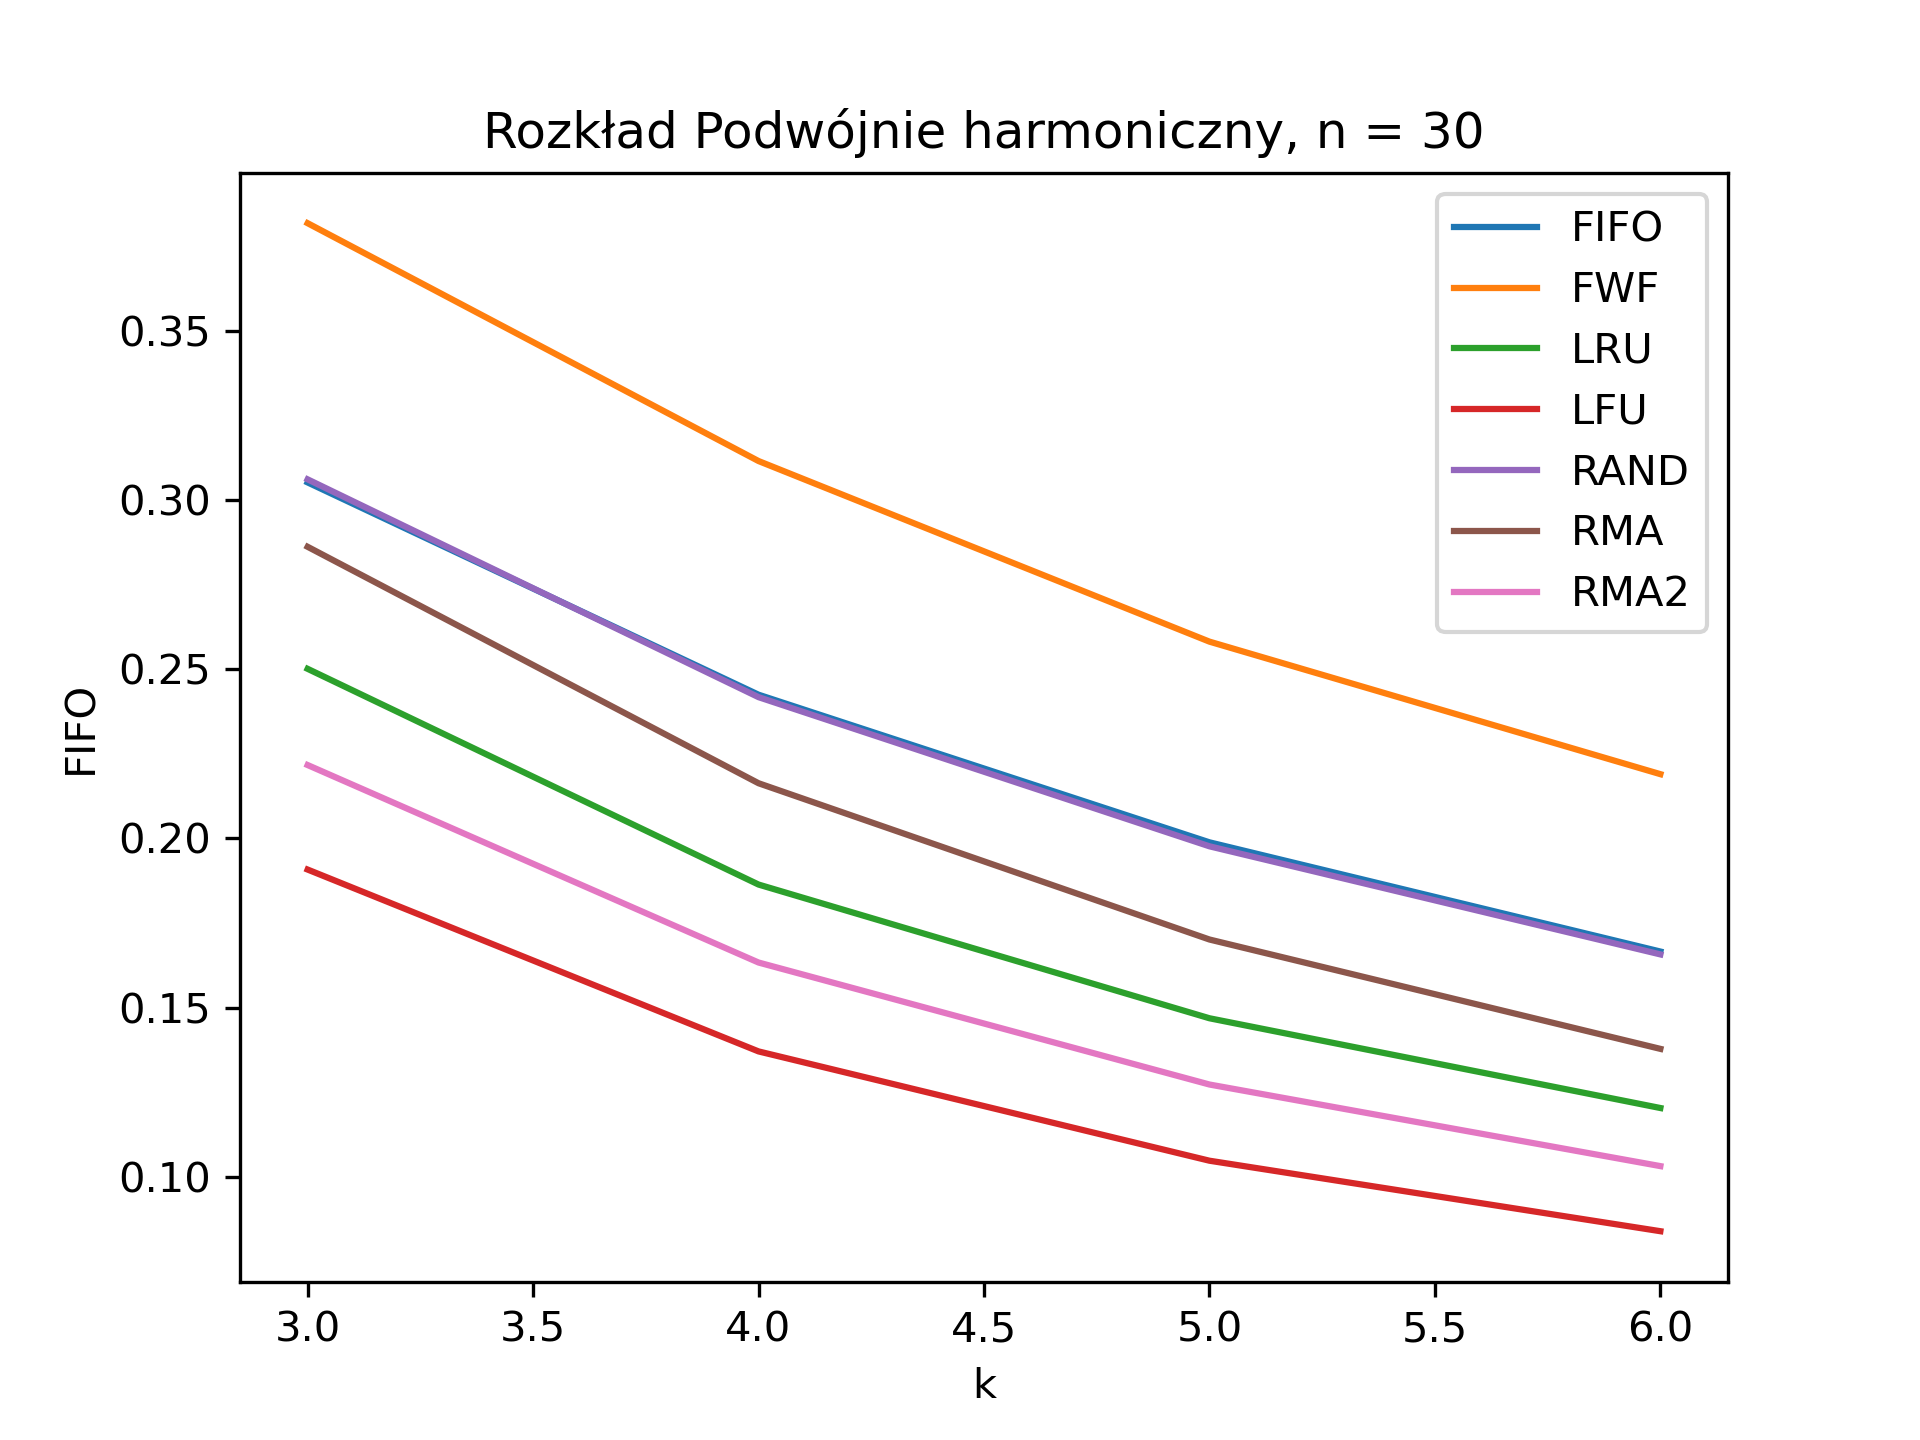 Rozkład Podwójnie harmoniczny, n = 30
FIFO
FWF
LRU
LFU
RAND
RMA
RMA2
0.35
0.30
0.25
0.20
0.15
0.10
FIFO
3.0 3.5 4.0 4.5 5.0 5.5 6.0
k